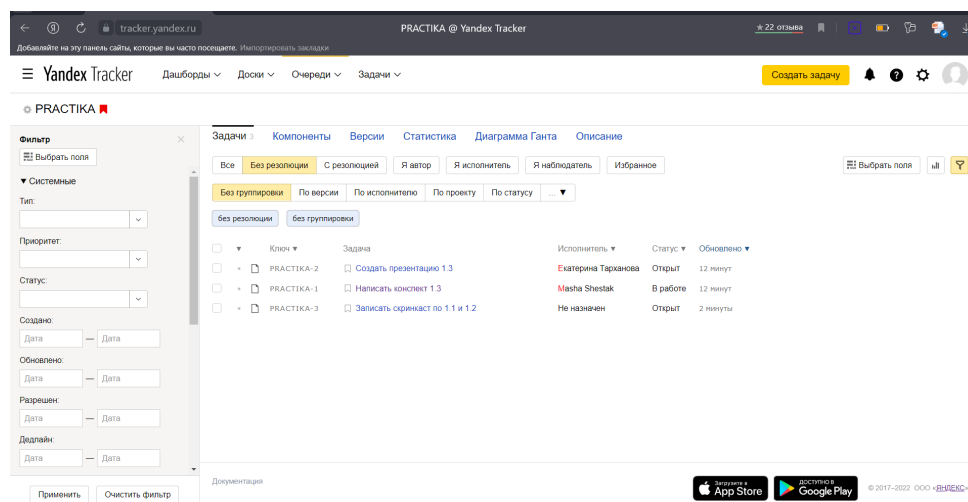 tracker.yandex.ru PRACTIKA @ Yandex Tracker ★22 отзыва
Добавляйте на эту панель сайты, которые вы часто посещаете. Импортировать закладки
Yandex Tracker Дашборды Доски Очереди Задачи Создать задачу
PRACTIKA
Фильтр
Выбрать поля
Системные
Тип:
Приоритет:
Статус:
Создано:
Дата — Дата
Обновлено:
Дата — Дата
Разрешен:
Дата — Дата
Дедлайн:
Дата — Дата
Применить Очистить фильтр
Задачи 3 Компоненты Версии Статистика Диаграмма Ганта Описание
Все Без резолюции С резолюцией Я автор Я исполнитель Я наблюдатель Избранное Выбрать поля
Без группировки По версии По исполнителю По проекту По статусу ... ▼
без резолюции без группировки
Ключ ▼ Задача Исполнитель ▼ Статус ▼ Обновлено ▼
PRACTIKA-2 Создать презентацию 1.3 Екатерина Тарханова Открыт 12 минут
PRACTIKA-1 Написать конспект 1.3 Masha Shestak В работе 12 минут
PRACTIKA-3 Записать скринкаст по 1.1 и 1.2 Не назначен Открыт 2 минуты
Документация
Загрузите в App Store
ДОСТУПНО В Google Play
© 2017–2022 ООО «ЯНДЕКС»